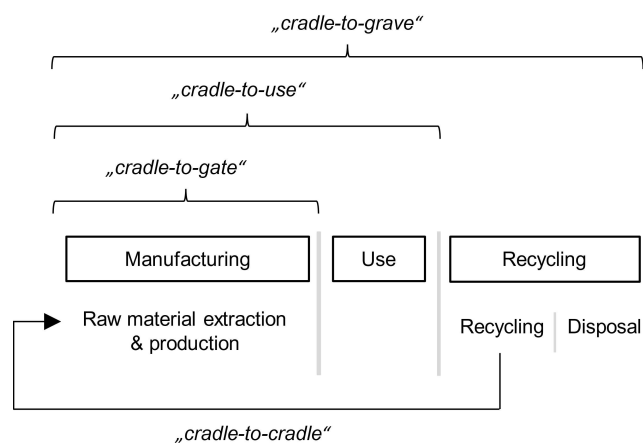 „cradle-to-grave“
„cradle-to-use“
„cradle-to-gate“
Manufacturing
Use
Recycling
Raw material extraction
& production
Recycling
Disposal
„cradle-to-cradle“